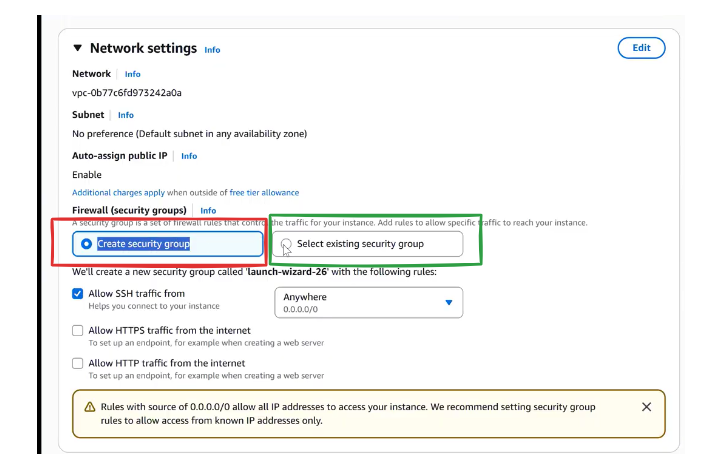 Network settings Info
Edit
Network Info
vpc-0b77c6fd973242a0a
Subnet Info
No preference (Default subnet in any availability zone)
Auto-assign public IP Info
Enable
Additional charges apply when outside of free tier allowance
Firewall (security groups) Info
A security group is a set of firewall rules that control the traffic for your instance. Add rules to allow specific traffic to reach your instance.
Create security group
Select existing security group
We'll create a new security group called 'launch-wizard-26' with the following rules:
Allow SSH traffic from
Helps you connect to your instance
Anywhere
0.0.0.0/0
Allow HTTPS traffic from the internet
To set up an endpoint, for example when creating a web server
Allow HTTP traffic from the internet
To set up an endpoint, for example when creating a web server
Rules with source of 0.0.0.0/0 allow all IP addresses to access your instance. We recommend setting security group
rules to allow access from known IP addresses only.